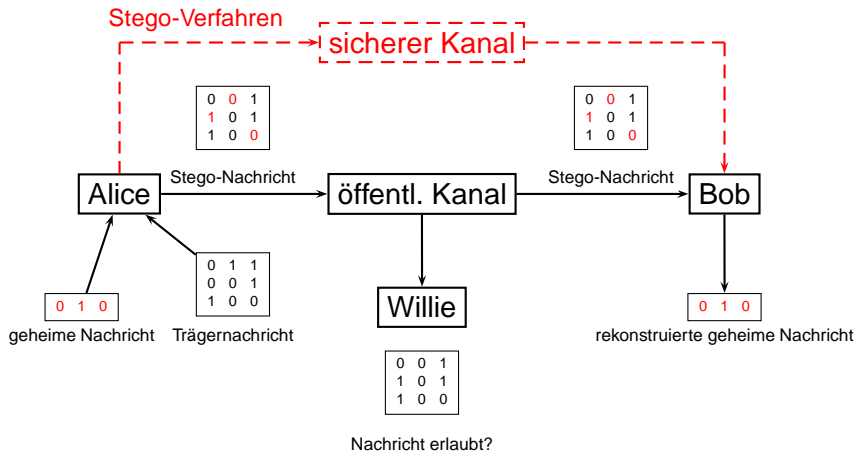 Stego-Verfahren
sicherer Kanal
0 0 1
1 0 1
1 0 0
0 0 1
1 0 1
1 0 0
Alice
Stego-Nachricht
öffentl. Kanal
Stego-Nachricht
Bob
0 1 1
0 0 1
1 0 0
0 1 0
geheime Nachricht
Trägernachricht
Willie
0 1 0
rekonstruierte geheime Nachricht
0 0 1
1 0 1
1 0 0
Nachricht erlaubt?